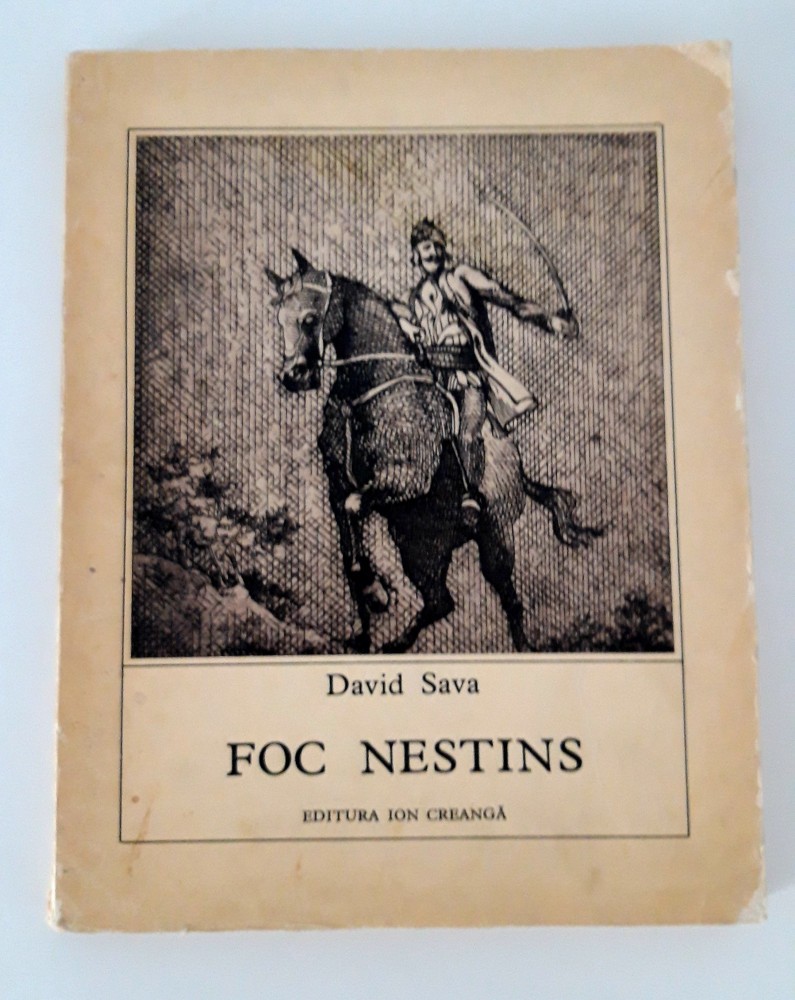 David Sava
FOC NESTINS
EDITURA ION CREANGĂ